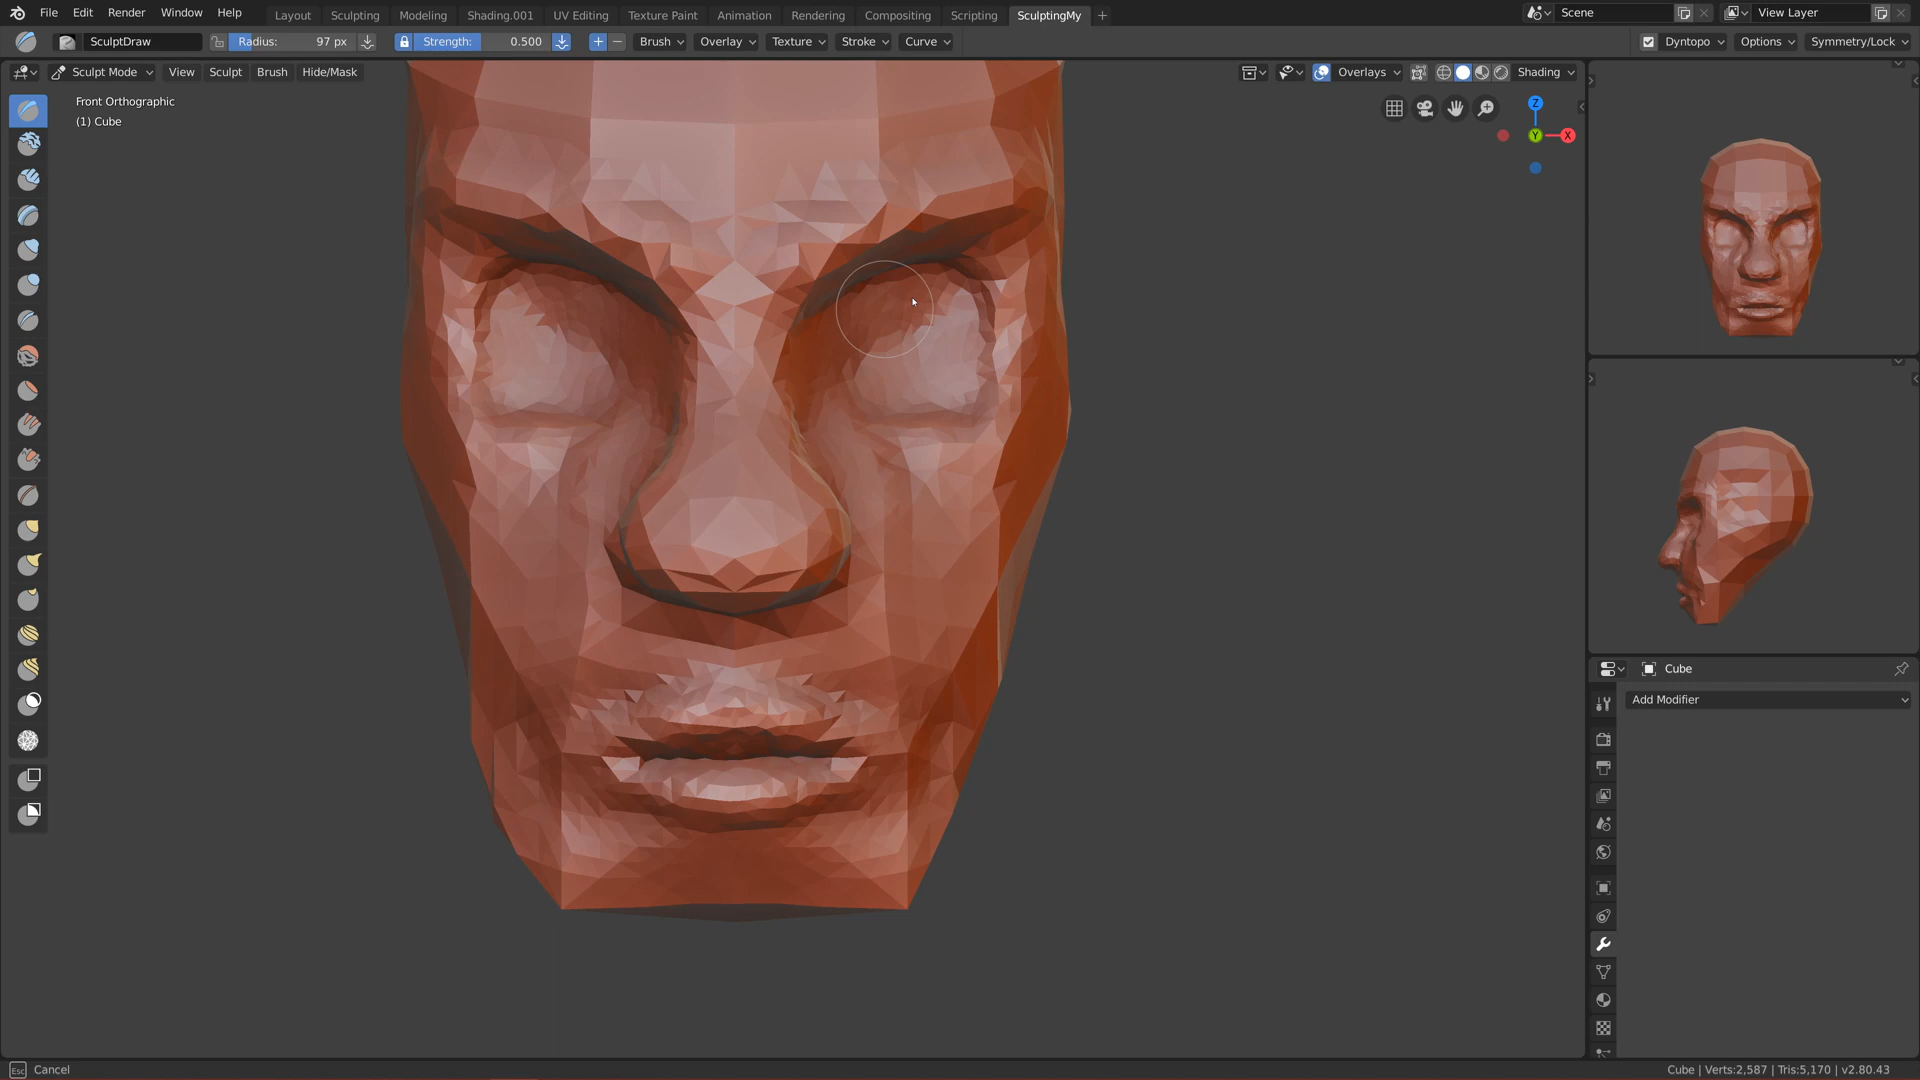 File Edit Render Window Help
Layout Sculpting Modeling Shading.001 UV Editing Texture Paint Animation Rendering Compositing Scripting SculptingMy +
Scene
View Layer
SculptDraw Radius: 97 px Strength: 0.500 + − Brush Overlay Texture Stroke Curve
Dyntopo Options Symmetry/Lock
Sculpt Mode View Sculpt Brush Hide/Mask
Overlays Shading
Front Orthographic
(1) Cube
Z
Y
X
Cube
Add Modifier
Esc Cancel
Cube | Verts:2,587 | Tris:5,170 | v2.80.43